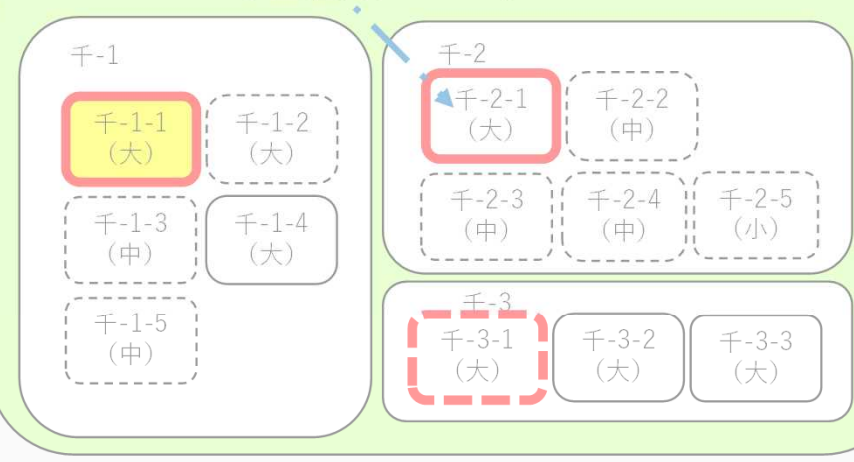 千-1
千-1-1
(大)
千-1-2
(大)
千-1-3
(中)
千-1-4
(大)
千-1-5
(中)
千-2
千-2-1
(大)
千-2-2
(中)
千-2-3
(中)
千-2-4
(中)
千-2-5
(小)
千-3
千-3-1
(大)
千-3-2
(大)
千-3-3
(大)